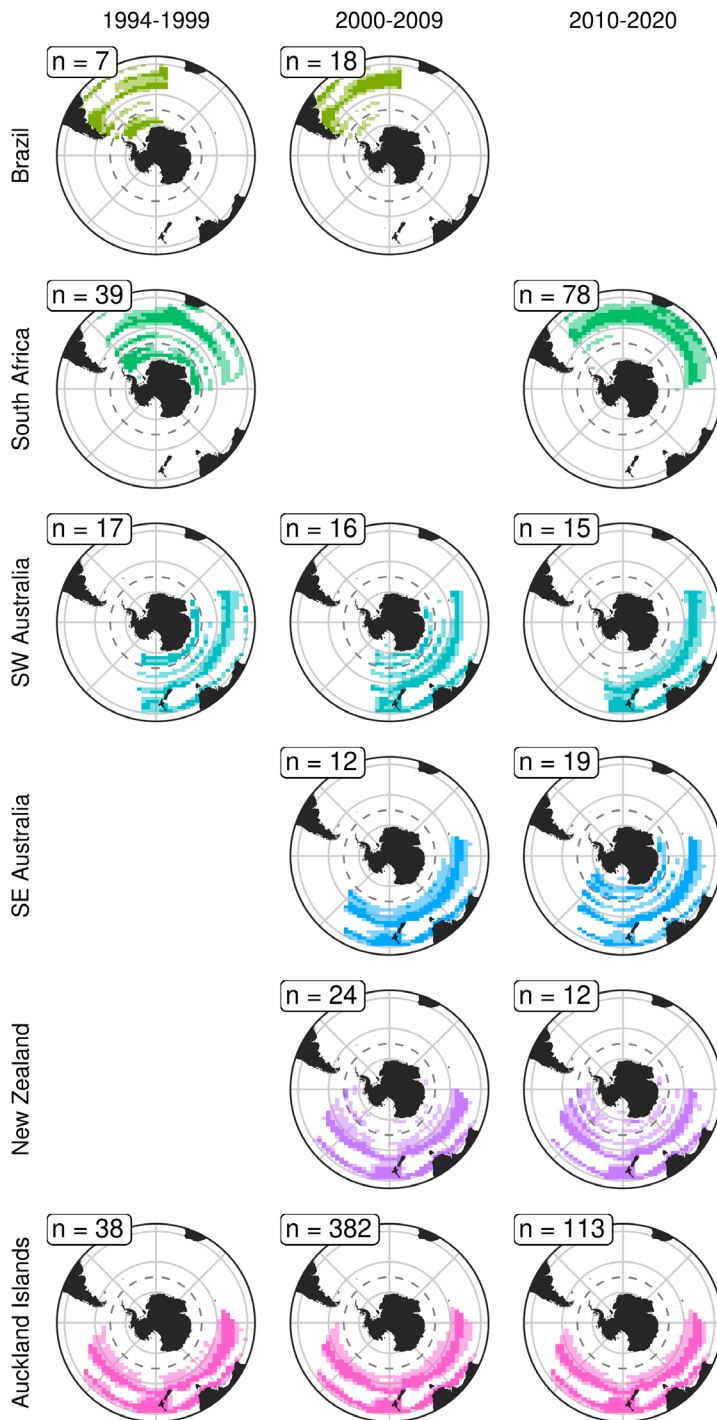 1994-1999 2000-2009 2010-2020
Brazil
n = 7 n = 18
South Africa
n = 39 n = 78
SW Australia
n = 17 n = 16 n = 15
SE Australia
n = 12 n = 19
New Zealand
n = 24 n = 12
Auckland Islands
n = 38 n = 382 n = 113